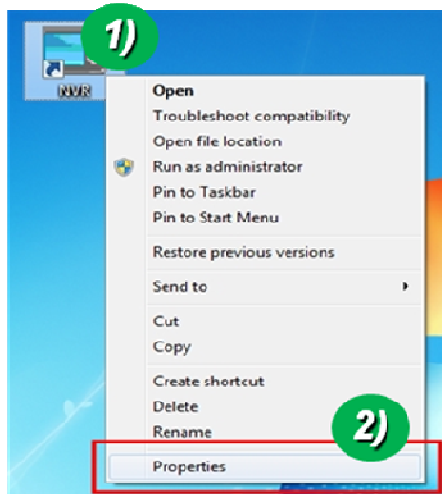 1)
NVR
Open
Troubleshoot compatibility
Open file location
Run as administrator
Pin to Taskbar
Pin to Start Menu
Restore previous versions
Send to
Cut
Copy
Create shortcut
Delete
Rename
2)
Properties